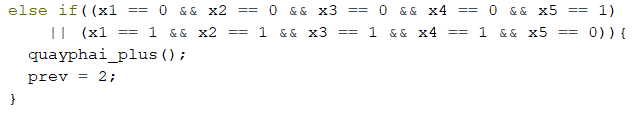 else if((x1 == 0 && x2 == 0 && x3 == 0 && x4 == 0 && x5 == 1)
|| (x1 == 1 && x2 == 1 && x3 == 1 && x4 == 1 && x5 == 0)){
quayphai_plus();
prev = 2;
}